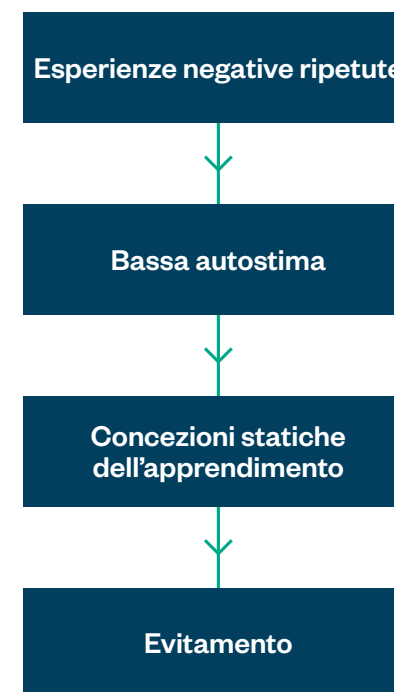 Esperienze negative ripetute
Bassa autostima
Concezioni statiche
dell’apprendimento
Evitamento